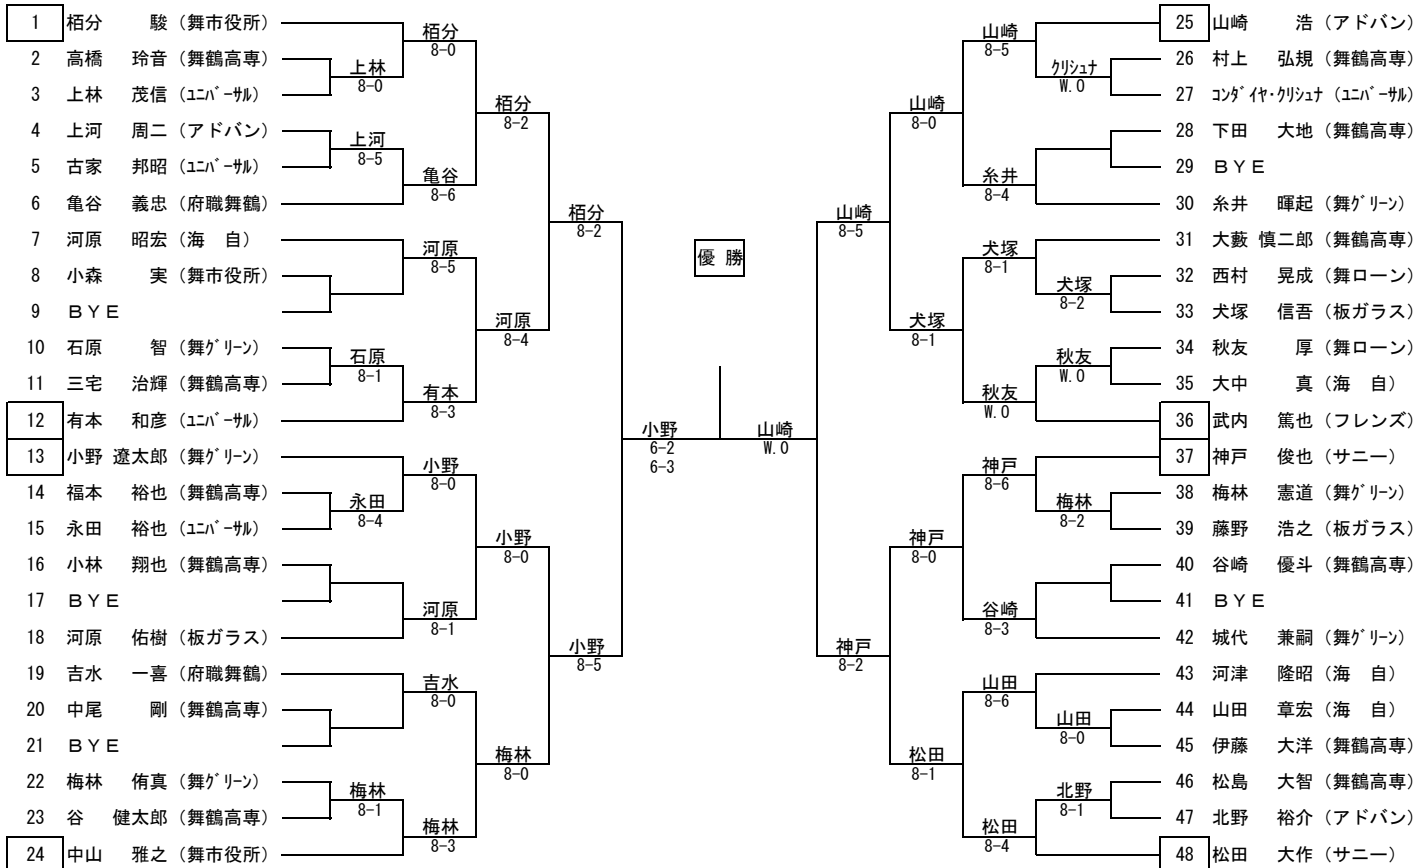 1 栢分 駿 (舞市役所)
2 高橋 玲音 (舞鶴高専)
3 上林 茂信 (ﾕﾆﾊﾞｰｻﾙ)
4 上河 周二 (アドバン)
5 古家 邦昭 (ﾕﾆﾊﾞｰｻﾙ)
6 亀谷 義忠 (府職舞鶴)
7 河原 昭宏 (海 自)
8 小森 実 (舞市役所)
9 ＢＹＥ
10 石原 智 (舞ｸﾞﾘｰﾝ)
11 三宅 治輝 (舞鶴高専)
12 有本 和彦 (ﾕﾆﾊﾞｰｻﾙ)
13 小野 遼太郎 (舞ｸﾞﾘｰﾝ)
14 福本 裕也 (舞鶴高専)
15 永田 裕也 (ﾕﾆﾊﾞｰｻﾙ)
16 小林 翔也 (舞鶴高専)
17 ＢＹＥ
18 河原 佑樹 (板ガラス)
19 吉水 一喜 (府職舞鶴)
20 中尾 剛 (舞鶴高専)
21 ＢＹＥ
22 梅林 侑真 (舞ｸﾞﾘｰﾝ)
23 谷 健太郎 (舞鶴高専)
24 中山 雅之 (舞市役所)
上林
8-0
上河
8-5
石原
8-1
永田
8-4
梅林
8-1
栢分
8-0
亀谷
8-6
河原
8-5
有本
8-3
小野
8-0
河原
8-1
吉水
8-0
梅林
8-3
栢分
8-2
河原
8-4
小野
8-0
梅林
8-0
栢分
8-2
小野
8-5
小野
6-2
6-3
優 勝
山崎
W.O
山崎
8-5
神戸
8-2
山崎
8-0
犬塚
8-1
神戸
8-0
松田
8-1
山崎
8-5
糸井
8-4
犬塚
8-1
秋友
W.O
神戸
8-6
谷崎
8-3
山田
8-6
松田
8-4
ｸﾘｼｭﾅ
W.O
犬塚
8-2
秋友
W.O
梅林
8-2
山田
8-0
北野
8-1
25 山崎 浩 (アドバン)
26 村上 弘規 (舞鶴高専)
27 ｺﾝﾀﾞｲﾔ・ｸﾘｼｭﾅ (ﾕﾆﾊﾞｰｻﾙ)
28 下田 大地 (舞鶴高専)
29 ＢＹＥ
30 糸井 暉起 (舞ｸﾞﾘｰﾝ)
31 大藪 慎二郎 (舞鶴高専)
32 西村 晃成 (舞ローン)
33 犬塚 信吾 (板ガラス)
34 秋友 厚 (舞ローン)
35 大中 真 (海 自)
36 武内 篤也 (フレンズ)
37 神戸 俊也 (サニー)
38 梅林 憲道 (舞ｸﾞﾘｰﾝ)
39 藤野 浩之 (板ガラス)
40 谷崎 優斗 (舞鶴高専)
41 ＢＹＥ
42 城代 兼嗣 (舞ｸﾞﾘｰﾝ)
43 河津 隆昭 (海 自)
44 山田 章宏 (海 自)
45 伊藤 大洋 (舞鶴高専)
46 松島 大智 (舞鶴高専)
47 北野 裕介 (アドバン)
48 松田 大作 (サニー)